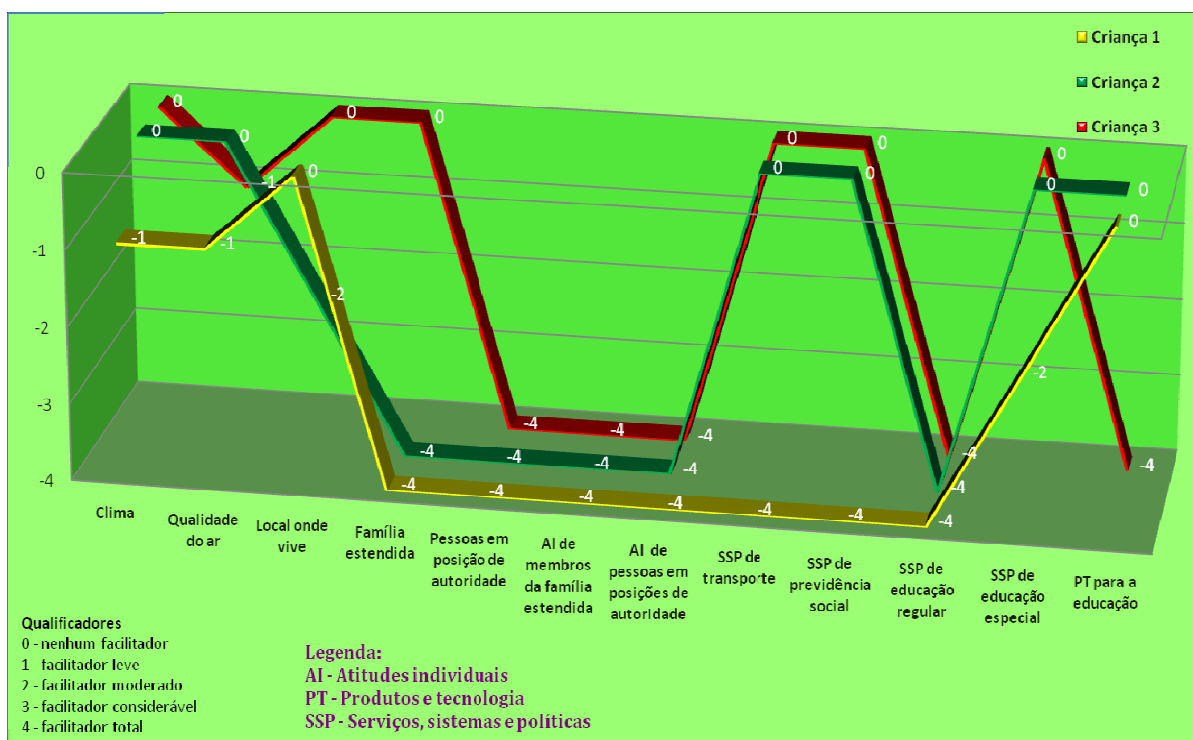 Criança 1
Criança 2
Criança 3
0
-1
-2
-3
-4
0 -1 0 0
0 0 -2 -4 -4 -4 -4
-1 -1 0 -4 -4 -4 -4 -4 -4 -4 -2 0
-4 -4 -4
0 0 -4 0 0
0 0 0 -4
Clima
Qualidade
do ar
Local onde
vive
Família
estendida
Pessoas em
posição de
autoridade
AI de
membros
da família
estendida
AI de
pessoas em
posições de
autoridade
SSP de
transporte
SSP de
previdência
social
SSP de
educação
regular
SSP de
educação
especial
PT para a
educação
Qualificadores
0 - nenhum facilitador
1 - facilitador leve
2 - facilitador moderado
3 - facilitador considerável
4 - facilitador total
Legenda:
AI - Atitudes individuais
PT - Produtos e tecnologia
SSP - Serviços, sistemas e políticas